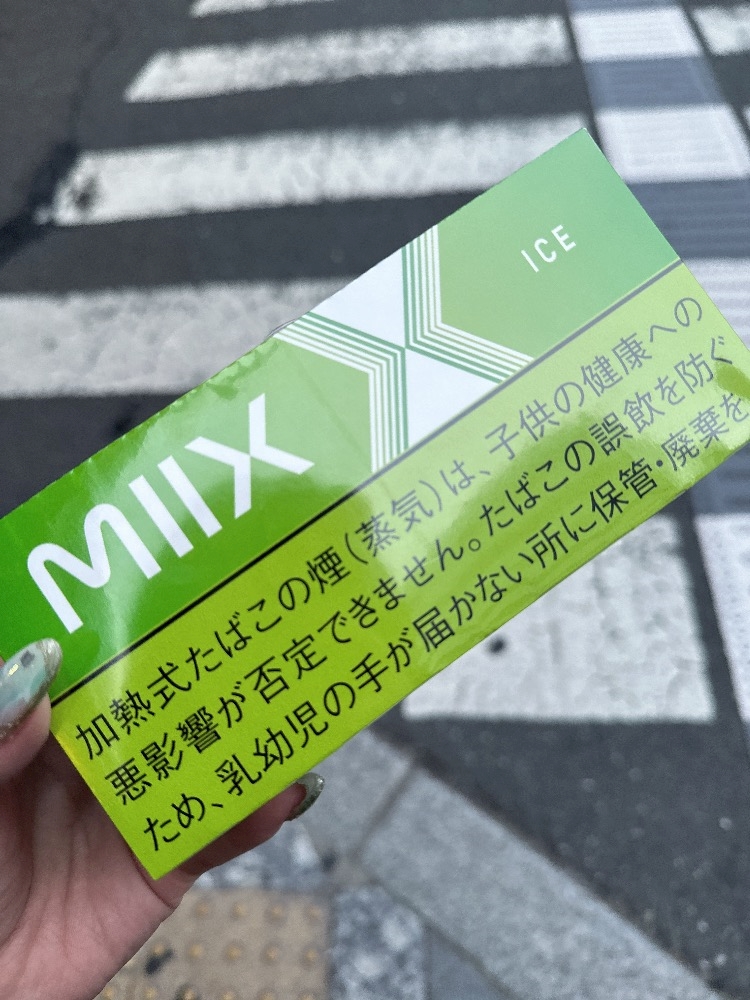 MIIX
ICE
加熱式たばこの煙（蒸気）は、子供の健康への
悪影響が否定できません。たばこの誤飲を防ぐ
ため、乳幼児の手が届かない所に保管・廃棄を